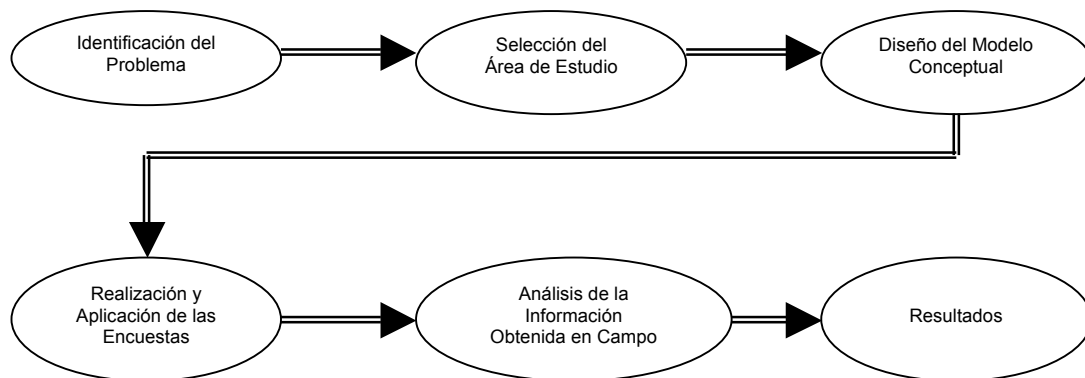 Identificación del
Problema
Selección del
Área de Estudio
Diseño del Modelo
Conceptual
Realización y
Aplicación de las
Encuestas
Análisis de la
Información
Obtenida en Campo
Resultados